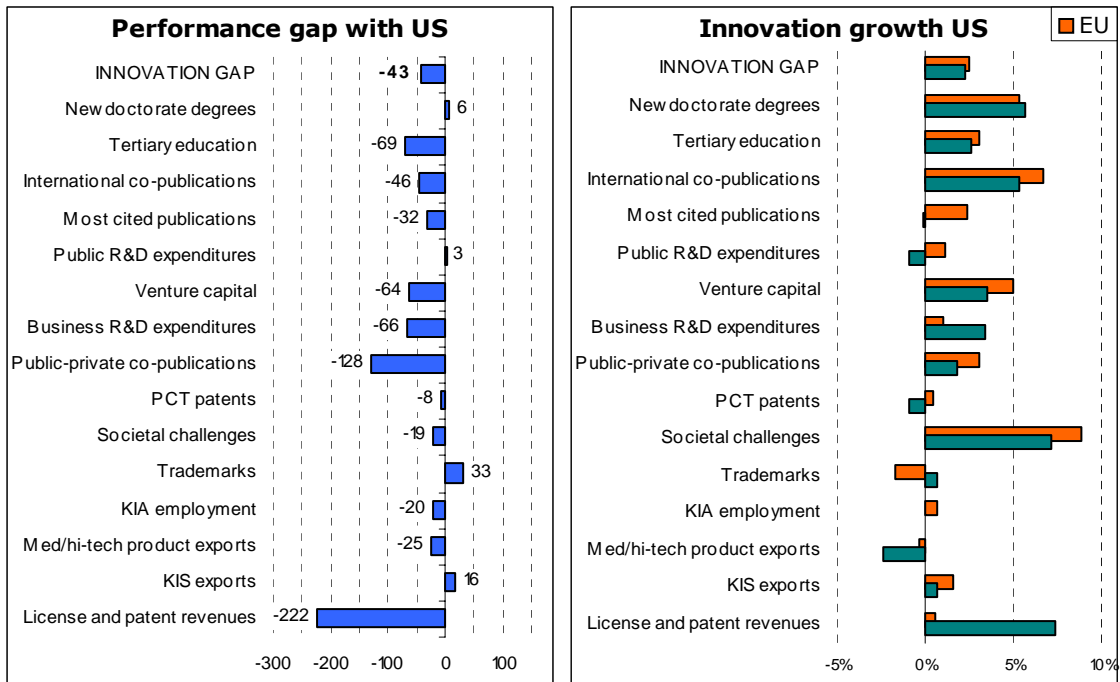 Performance gap with US
INNOVATION GAP
-43
New doctorate degrees
6
Tertiary education
-69
International co-publications
-46
Most cited publications
-32
Public R&D expenditures
3
Venture capital
-64
Business R&D expenditures
-66
Public-private co-publications
-128
PCT patents
-8
Societal challenges
-19
Trademarks
33
KIA employment
-20
Med/hi-tech product exports
-25
KIS exports
16
License and patent revenues
-222
-300 -200 -100 0 100
Innovation growth US
EU
INNOVATION GAP
New doctorate degrees
Tertiary education
International co-publications
Most cited publications
Public R&D expenditures
Venture capital
Business R&D expenditures
Public-private co-publications
PCT patents
Societal challenges
Trademarks
KIA employment
Med/hi-tech product exports
KIS exports
License and patent revenues
-5% 0% 5% 10%